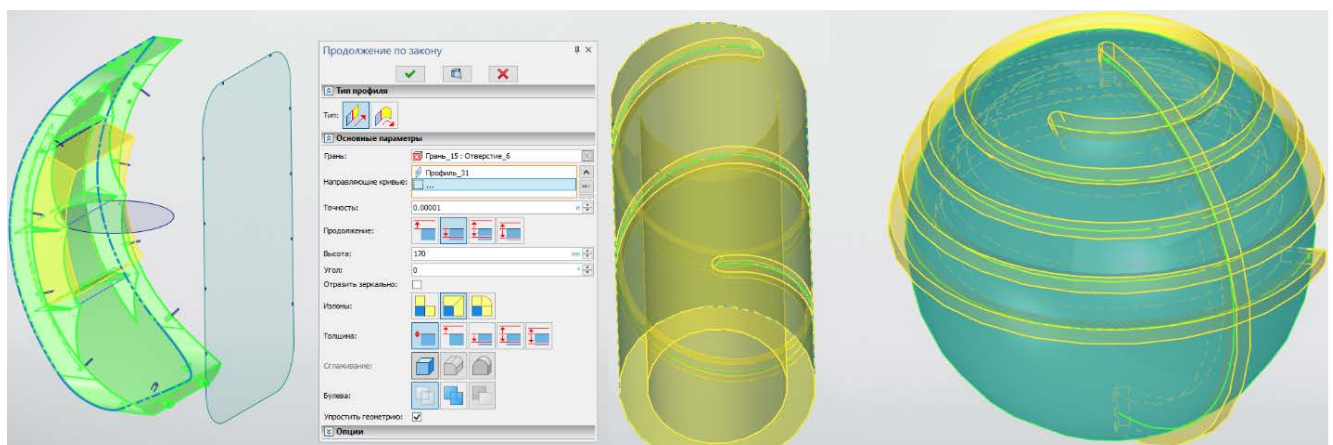 Продолжение по закону
Тип профиля
Тип:
Основные параметры
Грань: Грань_15 : Отверстие_6
Направляющие кривые: Профиль_31
...
Точность: 0.00001
Продолжение:
Высота: 170 mm
Угол: 0 °
Отразить зеркально:
Изломы:
Толщина:
Сглаживание:
Булева:
Упростить геометрию:
Опции